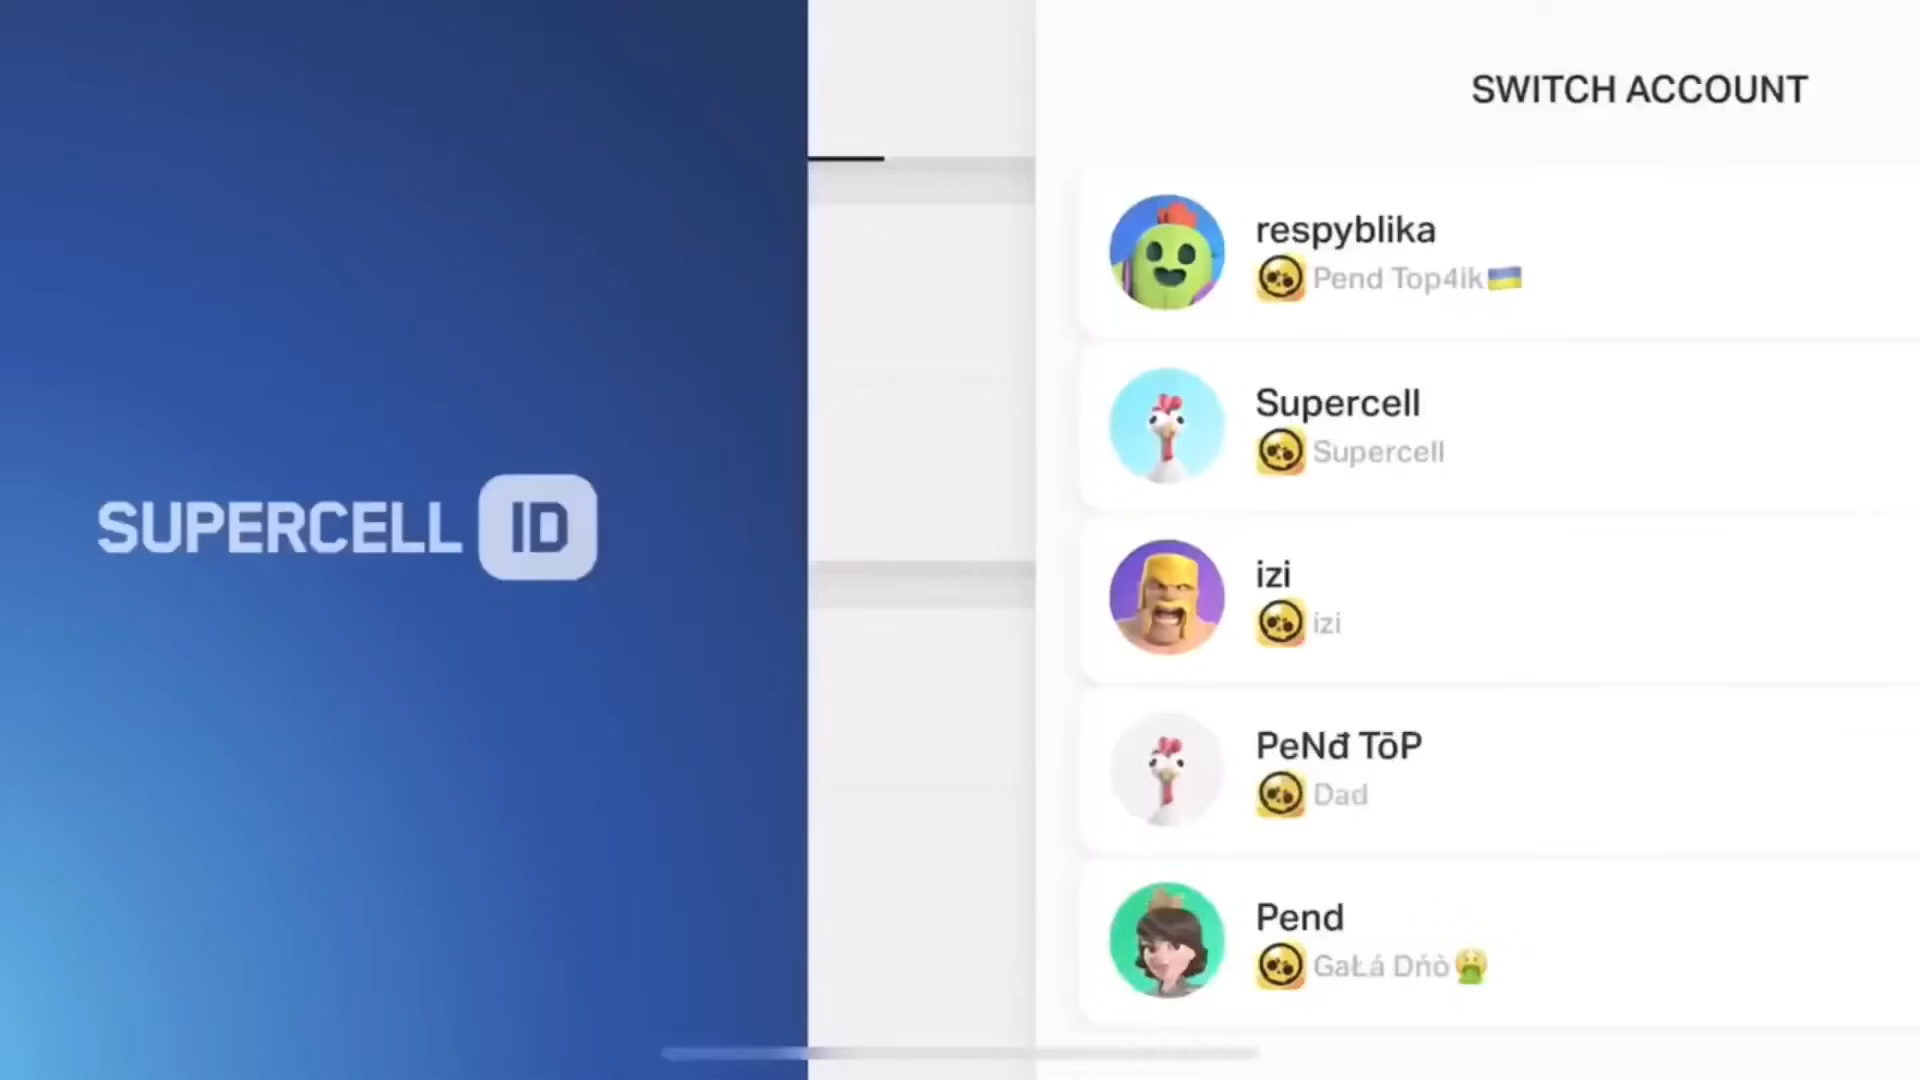 SUPERCELL ID
SWITCH ACCOUNT
respyblika
Pend Top4ik🇺🇦
Supercell
Supercell
izi
izi
PeNđ TōP
Dad
Pend
GaŁá Dńò🤮